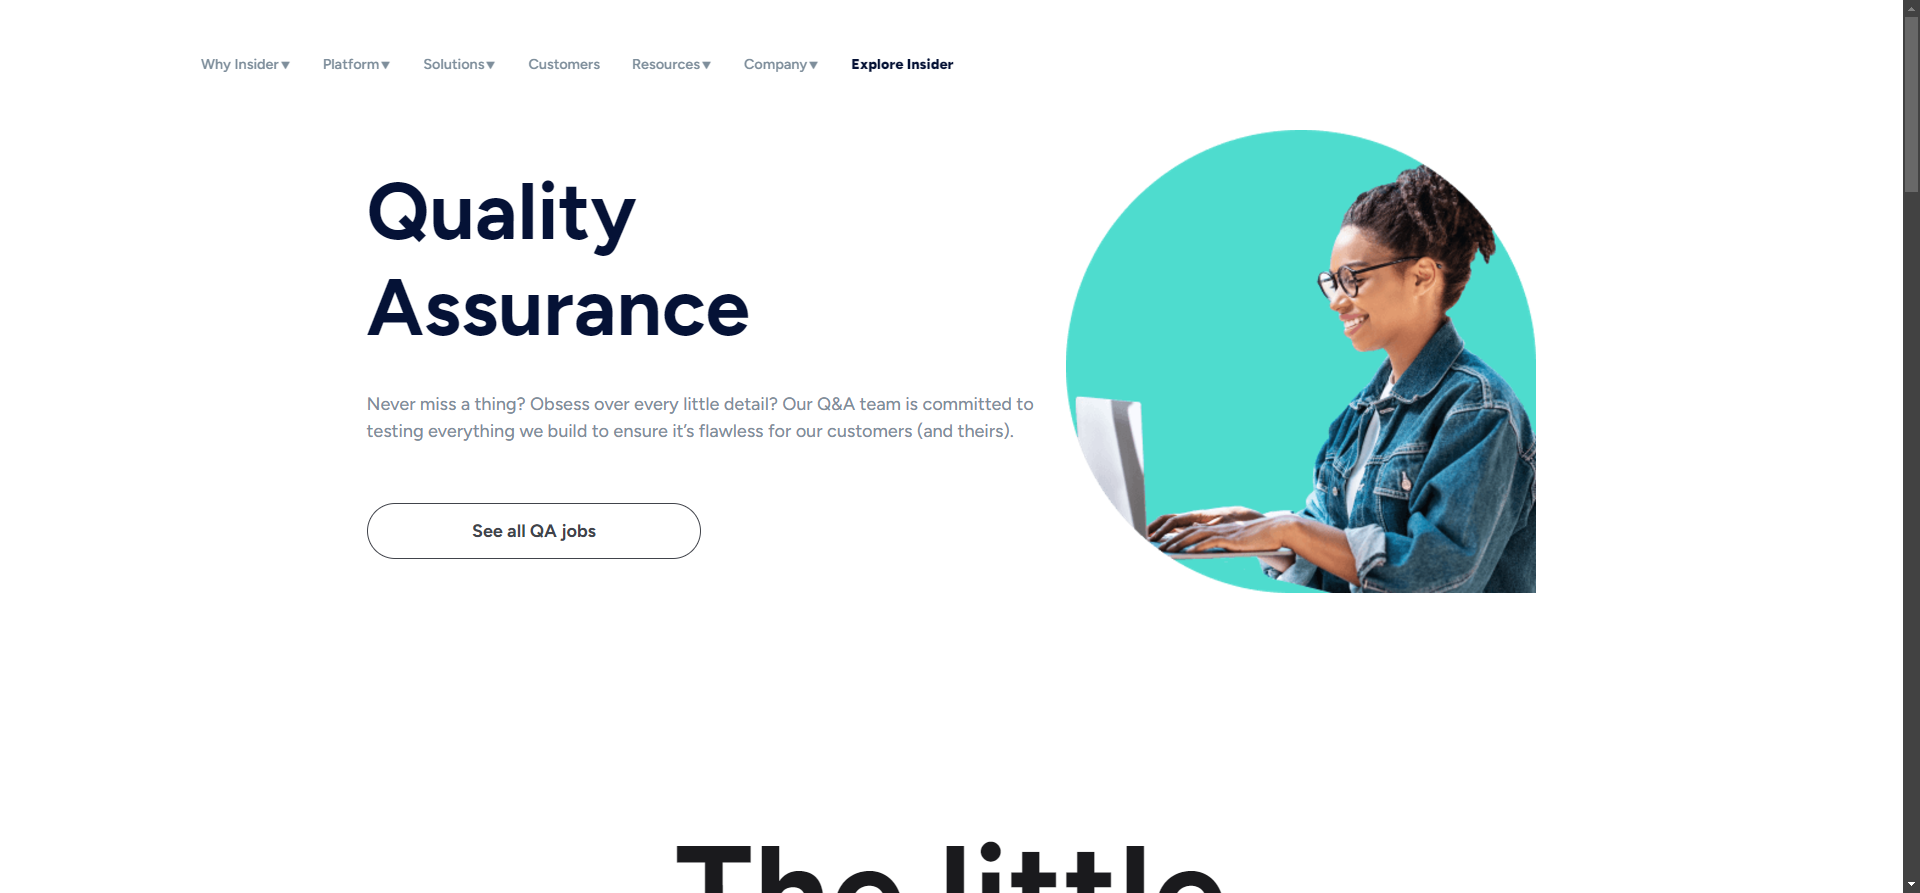 Why Insider▼ Platform▼ Solutions▼ Customers Resources▼ Company▼ Explore Insider
Quality
Assurance
Never miss a thing? Obsess over every little detail? Our Q&A team is committed to
testing everything we build to ensure it’s flawless for our customers (and theirs).
See all QA jobs
The little